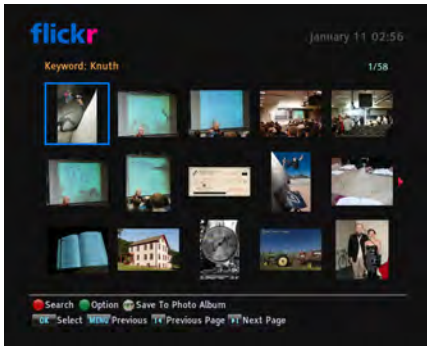 flickr
january 11 02:56
Keyword: Knuth
1/58
Search Option Save To Photo Album
OK Select MENU Previous Previous Page Next Page